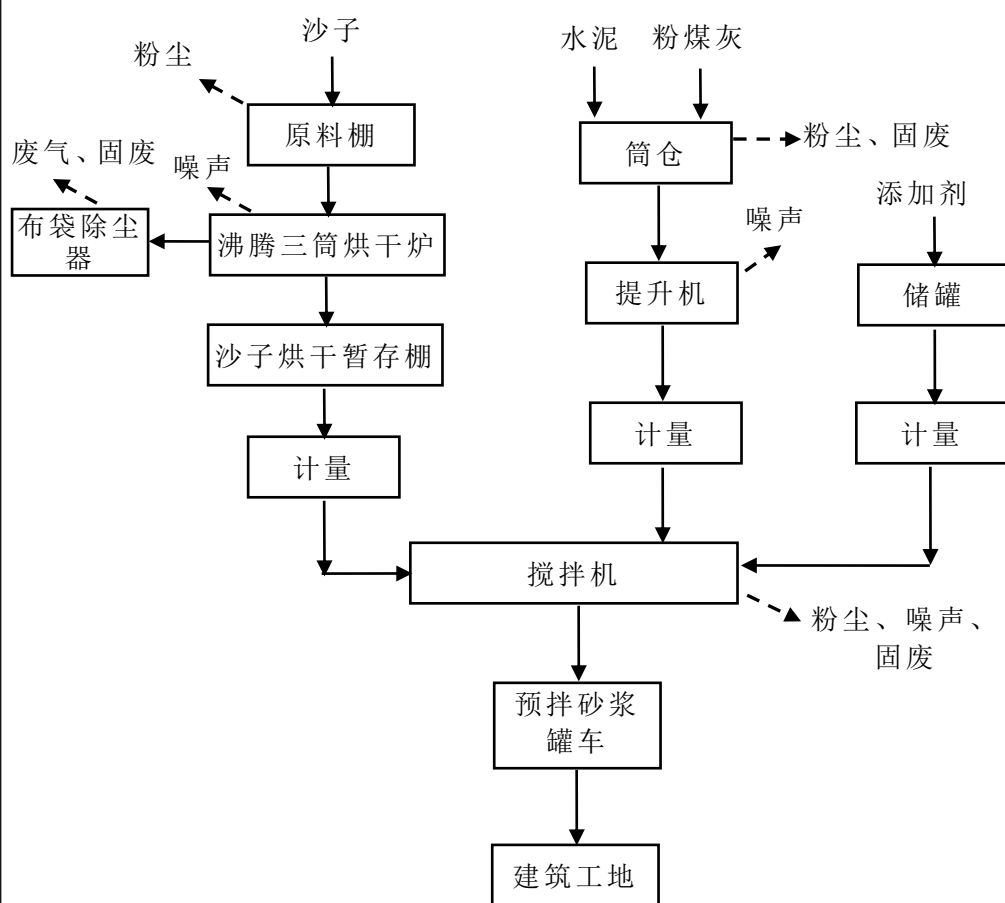 沙子
水泥
粉煤灰
粉尘
原料棚
筒仓
粉尘、固废
废气、固废
噪声
添加剂
布袋除尘
器
沸腾三筒烘干炉
噪声
提升机
储罐
沙子烘干暂存棚
计量
计量
计量
搅拌机
粉尘、噪声、
固废
预拌砂浆
罐车
建筑工地